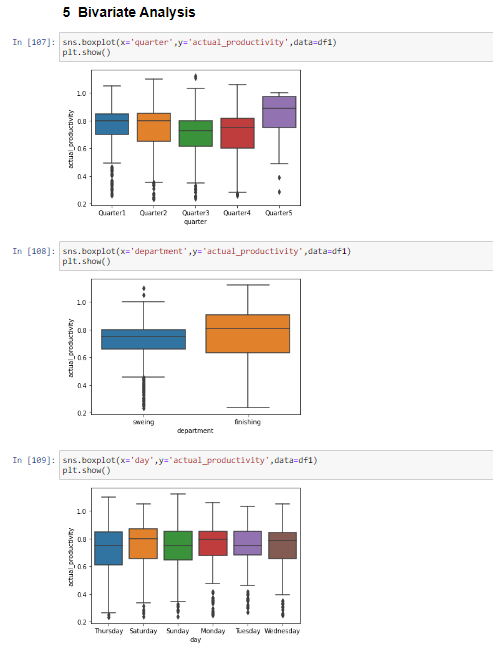 5 Bivariate Analysis
In [107]: sns.boxplot(x='quarter',y='actual_productivity',data=df1)
plt.show()
1.0
0.8
0.6
0.4
0.2
actual_productivity
Quarter1 Quarter2 Quarter3 Quarter4 Quarter5
quarter
In [108]: sns.boxplot(x='department',y='actual_productivity',data=df1)
plt.show()
1.0
0.8
0.6
0.4
0.2
actual_productivity
sweing finishing
department
In [109]: sns.boxplot(x='day',y='actual_productivity',data=df1)
plt.show()
1.0
0.8
0.6
0.4
0.2
actual_productivity
Thursday Saturday Sunday Monday Tuesday Wednesday
day